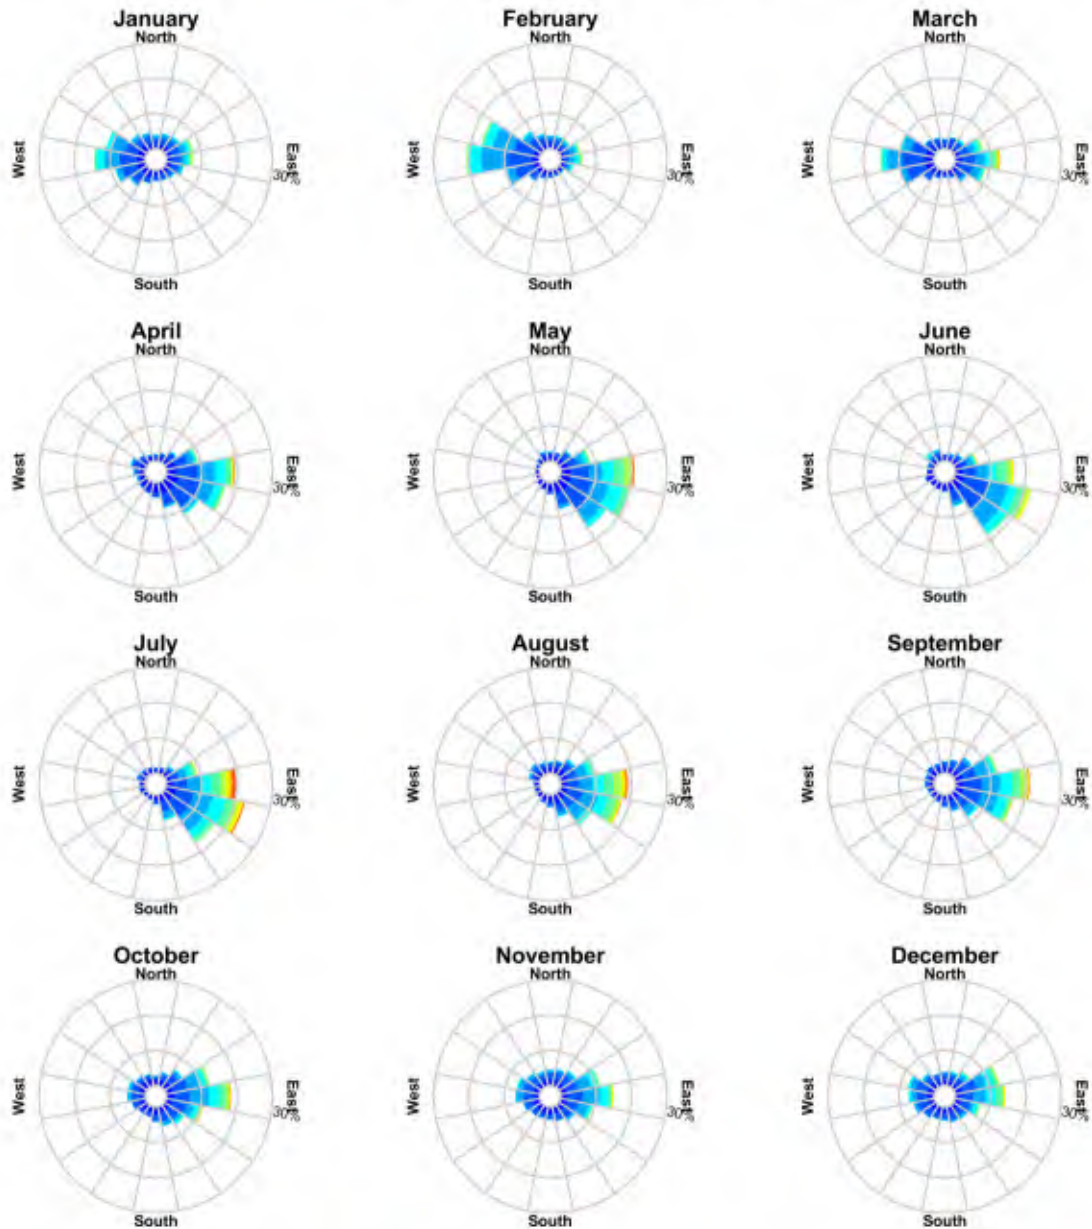 January
February
March
North
North
North
West
East
30%
West
East
30%
West
East
30%
South
South
South
April
May
June
North
North
North
West
East
30%
West
East
30%
West
East
30%
South
South
South
July
August
September
North
North
North
West
East
30%
West
East
30%
West
East
30%
South
South
South
October
November
December
North
North
North
West
East
30%
West
East
30%
West
East
30%
South
South
South